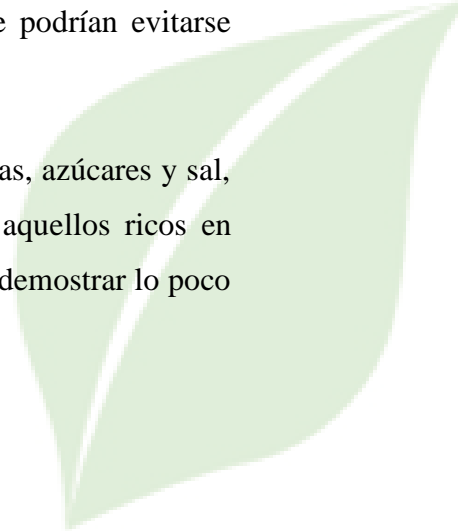 podrían evitarse
as, azúcares y sal,
aquellos ricos en
demostrar lo poco